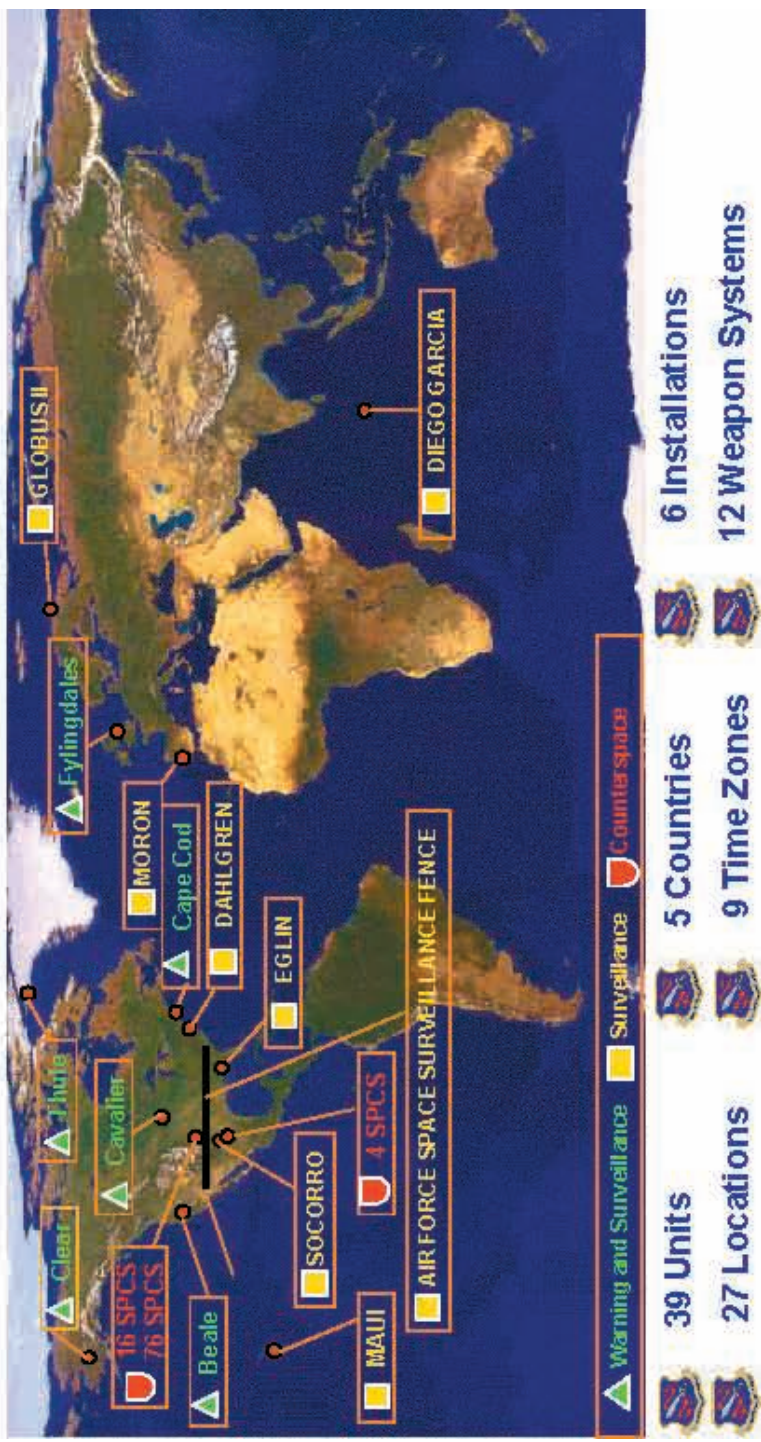 Clear
Thule
Fylingdales
GLOBUS II
Cavalier
16 SPCS
76 SPCS
MORON
Cape Cod
DAHLGREN
Beale
EGLIN
SOCORRO
MAUI
4 SPCS
DIEGO GARCIA
AIR FORCE SPACE SURVEILLANCE FENCE
Warning and Surveillance
Surveillance
Counterspace
39 Units
5 Countries
6 Installations
27 Locations
9 Time Zones
12 Weapon Systems